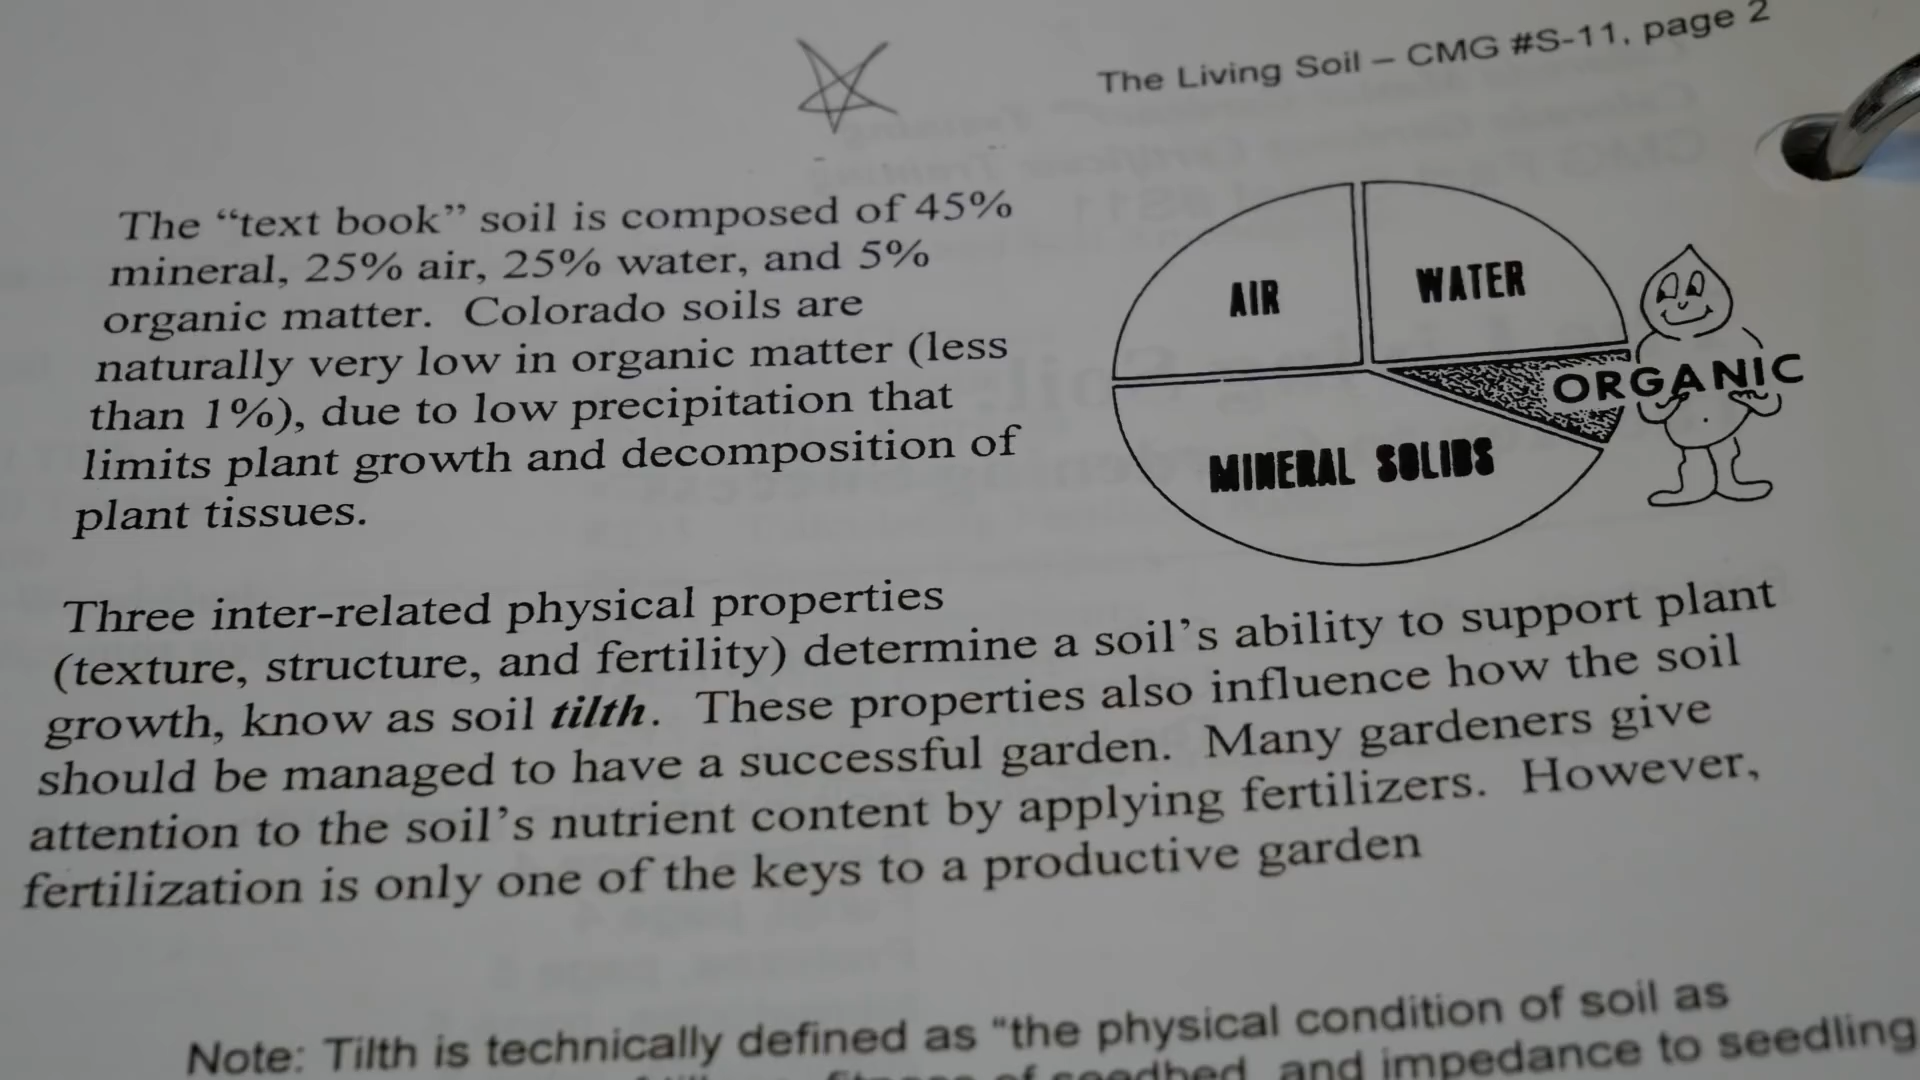 The Living Soil – CMG #S-11, page 2
The “text book” soil is composed of 45%
mineral, 25% air, 25% water, and 5%
organic matter.  Colorado soils are
naturally very low in organic matter (less
than 1%), due to low precipitation that
limits plant growth and decomposition of
plant tissues.
AIR
WATER
ORGANIC
MINERAL SOLIDS
Three inter-related physical properties
(texture, structure, and fertility) determine a soil’s ability to support plant
growth, know as soil tilth.  These properties also influence how the soil
should be managed to have a successful garden.  Many gardeners give
attention to the soil’s nutrient content by applying fertilizers.  However,
fertilization is only one of the keys to a productive garden
Note: Tilth is technically defined as “the physical condition of soil as
of seedbed, and impedance to seedling